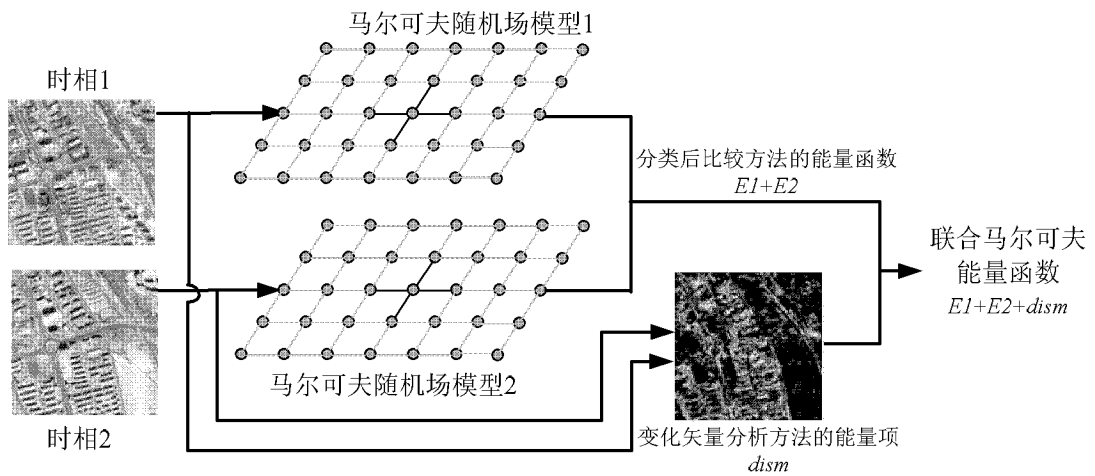 马尔可夫随机场模型1
时相1
分类后比较方法的能量函数
E1+E2
联合马尔可夫
能量函数
E1+E2+dism
马尔可夫随机场模型2
时相2
变化矢量分析方法的能量项
dism